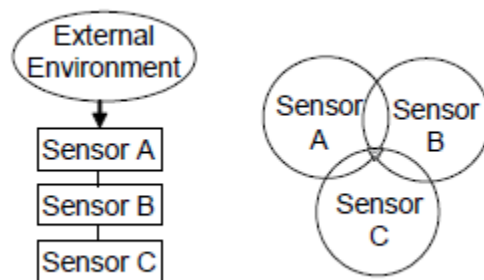 External
Environment
Sensor A
Sensor B
Sensor C
Sensor
A
Sensor
B
Sensor
C